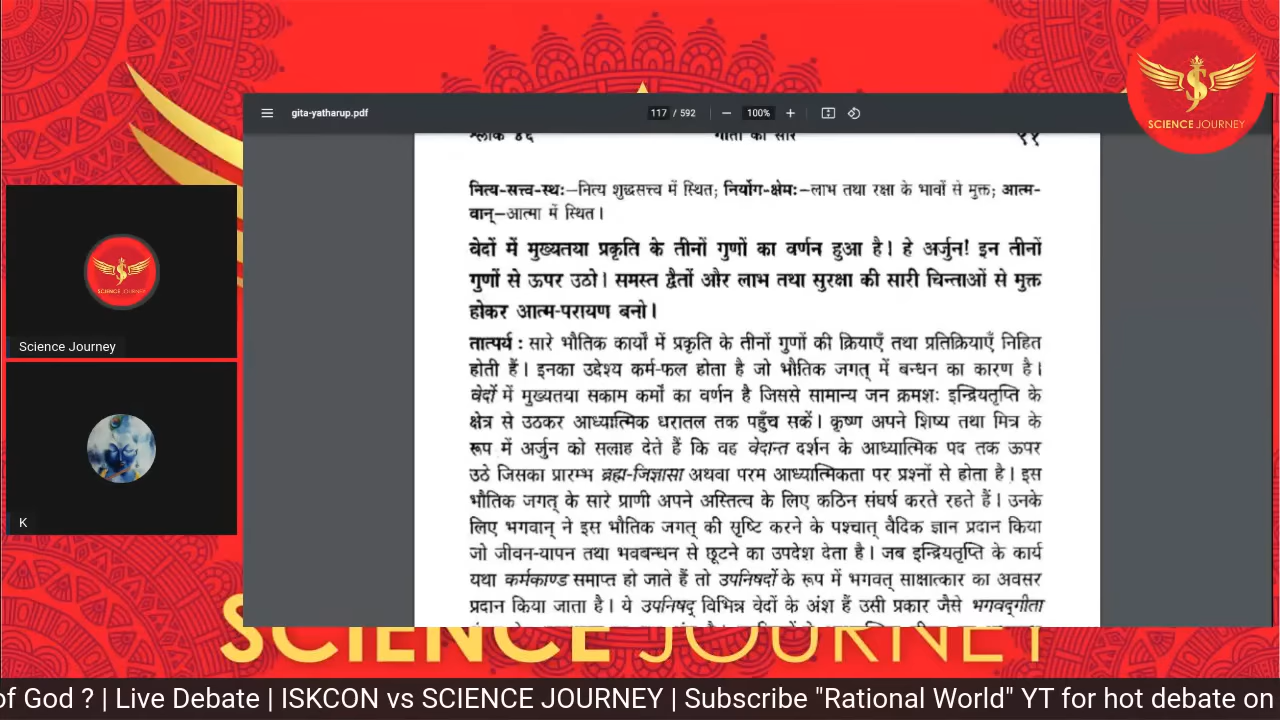 SCIENCE JOURNEY
gita-yatharup.pdf
117 / 592
100%
श्लोक ४६ गीता का सार ९१
नित्य-सत्त्व-स्थः—नित्य शुद्धसत्त्व में स्थित; निर्योग-क्षेमः—लाभ तथा रक्षा के भावों से मुक्त; आत्म-
वान्—आत्मा में स्थित।
वेदों में मुख्यतया प्रकृति के तीनों गुणों का वर्णन हुआ है। हे अर्जुन! इन तीनों
गुणों से ऊपर उठो। समस्त द्वैतों और लाभ तथा सुरक्षा की सारी चिन्ताओं से मुक्त
होकर आत्म-परायण बनो।
तात्पर्य : सारे भौतिक कार्यों में प्रकृति के तीनों गुणों की क्रियाएँ तथा प्रतिक्रियाएँ निहित
होती हैं। इनका उद्देश्य कर्म-फल होता है जो भौतिक जगत् में बन्धन का कारण है।
वेदों में मुख्यतया सकाम कर्मों का वर्णन है जिससे सामान्य जन क्रमशः इन्द्रियतृप्ति के
क्षेत्र से उठकर आध्यात्मिक धरातल तक पहुँच सकें। कृष्ण अपने शिष्य तथा मित्र के
रूप में अर्जुन को सलाह देते हैं कि वह वेदान्त दर्शन के आध्यात्मिक पद तक ऊपर
उठे जिसका प्रारम्भ ब्रह्म-जिज्ञासा अथवा परम आध्यात्मिकता पर प्रश्नों से होता है। इस
भौतिक जगत् के सारे प्राणी अपने अस्तित्व के लिए कठिन संघर्ष करते रहते हैं। उनके
लिए भगवान् ने इस भौतिक जगत् की सृष्टि करने के पश्चात् वैदिक ज्ञान प्रदान किया
जो जीवन-यापन तथा भवबन्धन से छूटने का उपदेश देता है। जब इन्द्रियतृप्ति के कार्य
यथा कर्मकाण्ड समाप्त हो जाते हैं तो उपनिषदों के रूप में भगवत् साक्षात्कार का अवसर
प्रदान किया जाता है। ये उपनिषद् विभिन्न वेदों के अंश हैं उसी प्रकार जैसे भगवद्गीता
SCIENCE JOURNEY
Science Journey
K
SCIENCE JOURNEY
of God ? | Live Debate | ISKCON vs SCIENCE JOURNEY | Subscribe "Rational World" YT for hot debate on